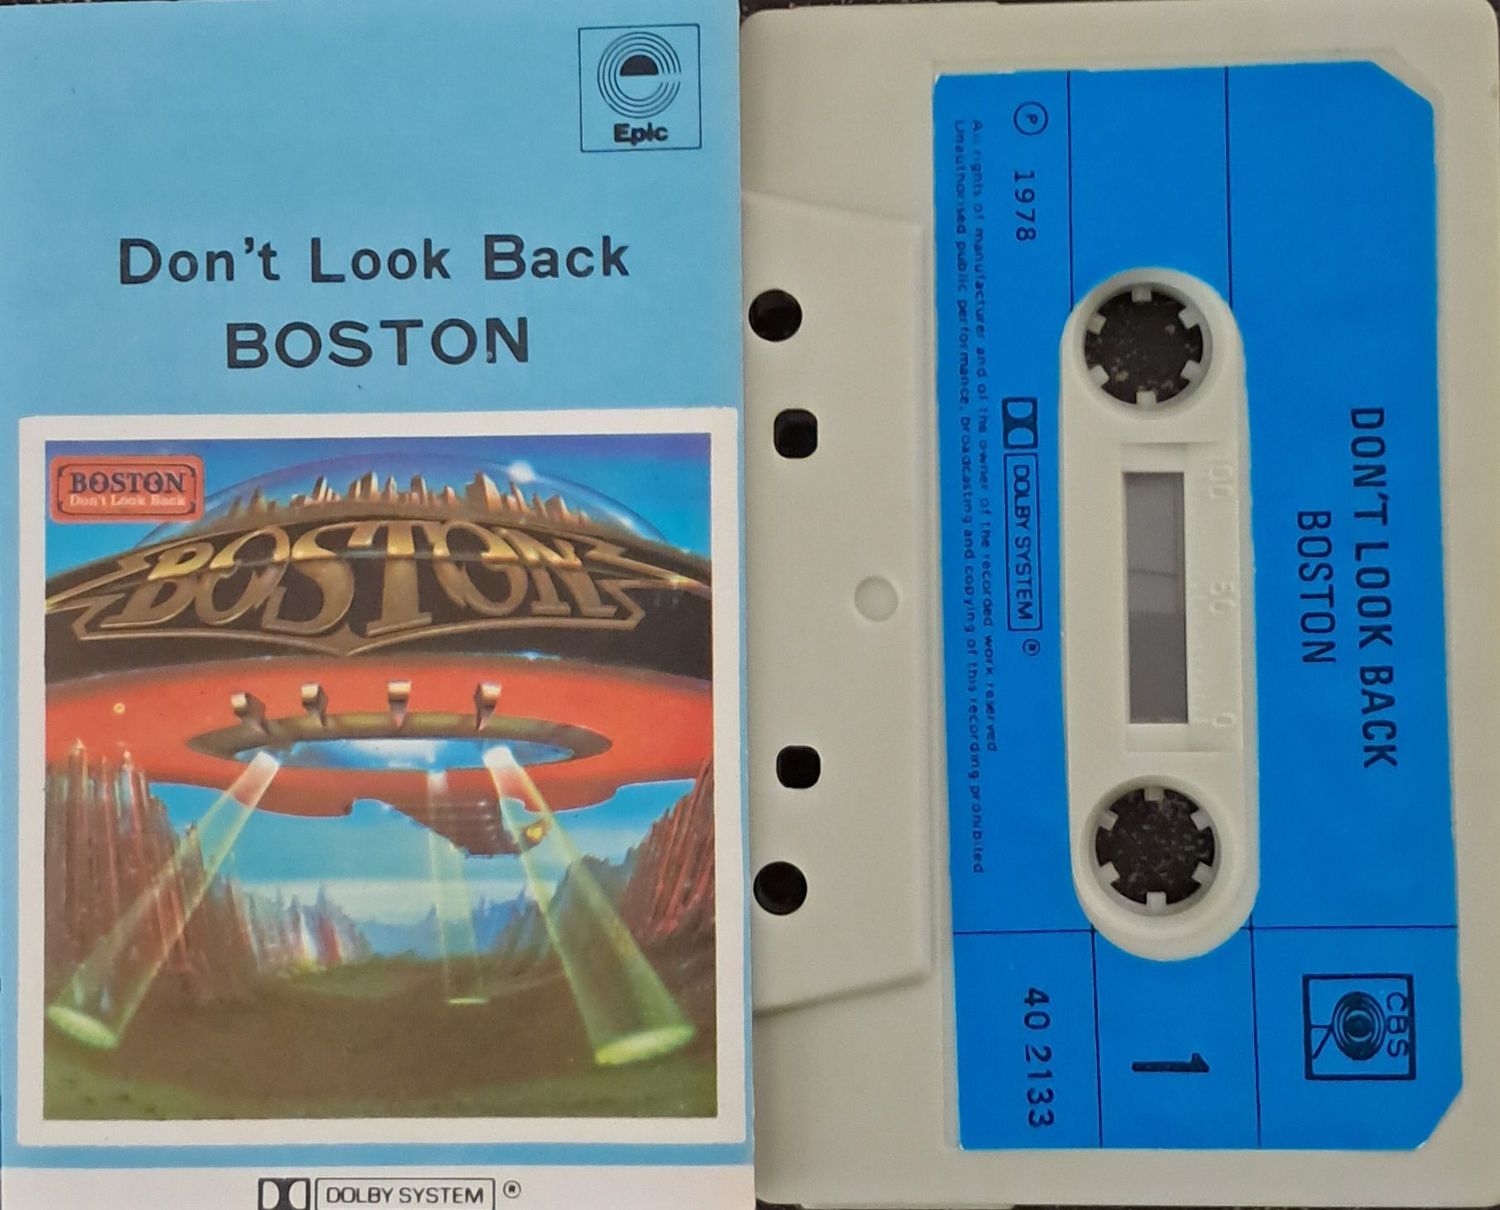 Epic
Don't Look Back
BOSTON
BOSTON
Don't Look Back
BOSTON
DOLBY SYSTEM ®
DON'T LOOK BACK
BOSTON
CBS
1
℗ 1978
DOLBY SYSTEM ®
40 2133
All rights of manufacturer and of the owner of the recorded work reserved
Unauthorised public performance, broadcasting and copying of this recording prohibited
100 50 0